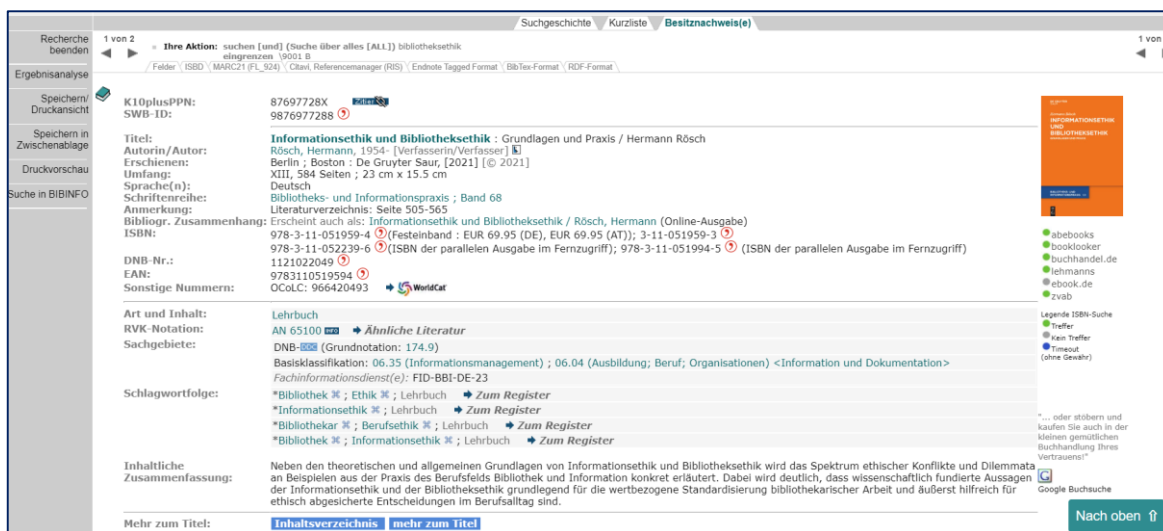 Suchgeschichte Kurzliste Besitznachweis(e)
Recherche beenden
Ergebnisanalyse
Speichern/
Druckansicht
Speichern in
Zwischenablage
Druckvorschau
Suche in BIBINFO
1 von 2
Ihre Aktion: suchen [und] (Suche über alles [ALL]) bibliotheksethik
eingrenzen \9001 B
1 von
Felder ISBD MARC21 (FL_924) Citavi, Referencemanager (RIS) Endnote Tagged Format BibTex-Format RDF-Format
K10plusPPN: 87697728X
SWB-ID: 9876977288
Titel: Informationsethik und Bibliotheksethik : Grundlagen und Praxis / Hermann Rösch
Autorin/Autor: Rösch, Hermann, 1954- [Verfasserin/Verfasser]
Erschienen: Berlin ; Boston : De Gruyter Saur, [2021] [© 2021]
Umfang: XIII, 584 Seiten ; 23 cm x 15.5 cm
Sprache(n): Deutsch
Schriftenreihe: Bibliotheks- und Informationspraxis ; Band 68
Anmerkung: Literaturverzeichnis: Seite 505-565
Bibliogr. Zusammenhang: Erscheint auch als: Informationsethik und Bibliotheksethik / Rösch, Hermann (Online-Ausgabe)
ISBN: 978-3-11-051959-4 (Festeinband : EUR 69.95 (DE), EUR 69.95 (AT)); 3-11-051959-3
978-3-11-052239-6 (ISBN der parallelen Ausgabe im Fernzugriff); 978-3-11-051994-5 (ISBN der parallelen Ausgabe im Fernzugriff)
DNB-Nr.: 1121022049
EAN: 9783110519594
Sonstige Nummern: OCoLC: 966420493 WorldCat
Art und Inhalt: Lehrbuch
RVK-Notation: AN 65100 INFO Ähnliche Literatur
Sachgebiete: DNB-DDC (Grundnotation: 174.9)
Basisklassifikation: 06.35 (Informationsmanagement) ; 06.04 (Ausbildung; Beruf; Organisationen) <Information und Dokumentation>
Fachinformationsdienst(e): FID-BBI-DE-23
Schlagwortfolge: *Bibliothek ; Ethik ; Lehrbuch Zum Register
*Informationsethik ; Lehrbuch Zum Register
*Bibliothekar ; Berufsethik ; Lehrbuch Zum Register
*Bibliothek ; Informationsethik ; Lehrbuch Zum Register
Inhaltliche Zusammenfassung: Neben den theoretischen und allgemeinen Grundlagen von Informationsethik und Bibliotheksethik wird das Spektrum ethischer Konflikte und Dilemmata
an Beispielen aus der Praxis des Berufsfelds Bibliothek und Information konkret erläutert. Dabei wird deutlich, dass wissenschaftlich fundierte Aussagen
der Informationsethik und der Bibliotheksethik grundlegend für die wertbezogene Standardisierung bibliothekarischer Arbeit und äußerst hilfreich für
ethisch abgesicherte Entscheidungen im Berufsalltag sind.
Mehr zum Titel: Inhaltsverzeichnis mehr zum Titel
INFORMATIONSETHIK
UND
BIBLIOTHEKSETHIK
abebooks
booklooker
buchhandel.de
lehmanns
ebook.de
zvab
Legende ISBN-Suche
Treffer
Kein Treffer
Timeout
(ohne Gewähr)
"... oder stöbern und
kaufen Sie auch in der
kleinen gemütlichen
Buchhandlung Ihres
Vertrauens!"
G
Google Buchsuche
Nach oben ⇧